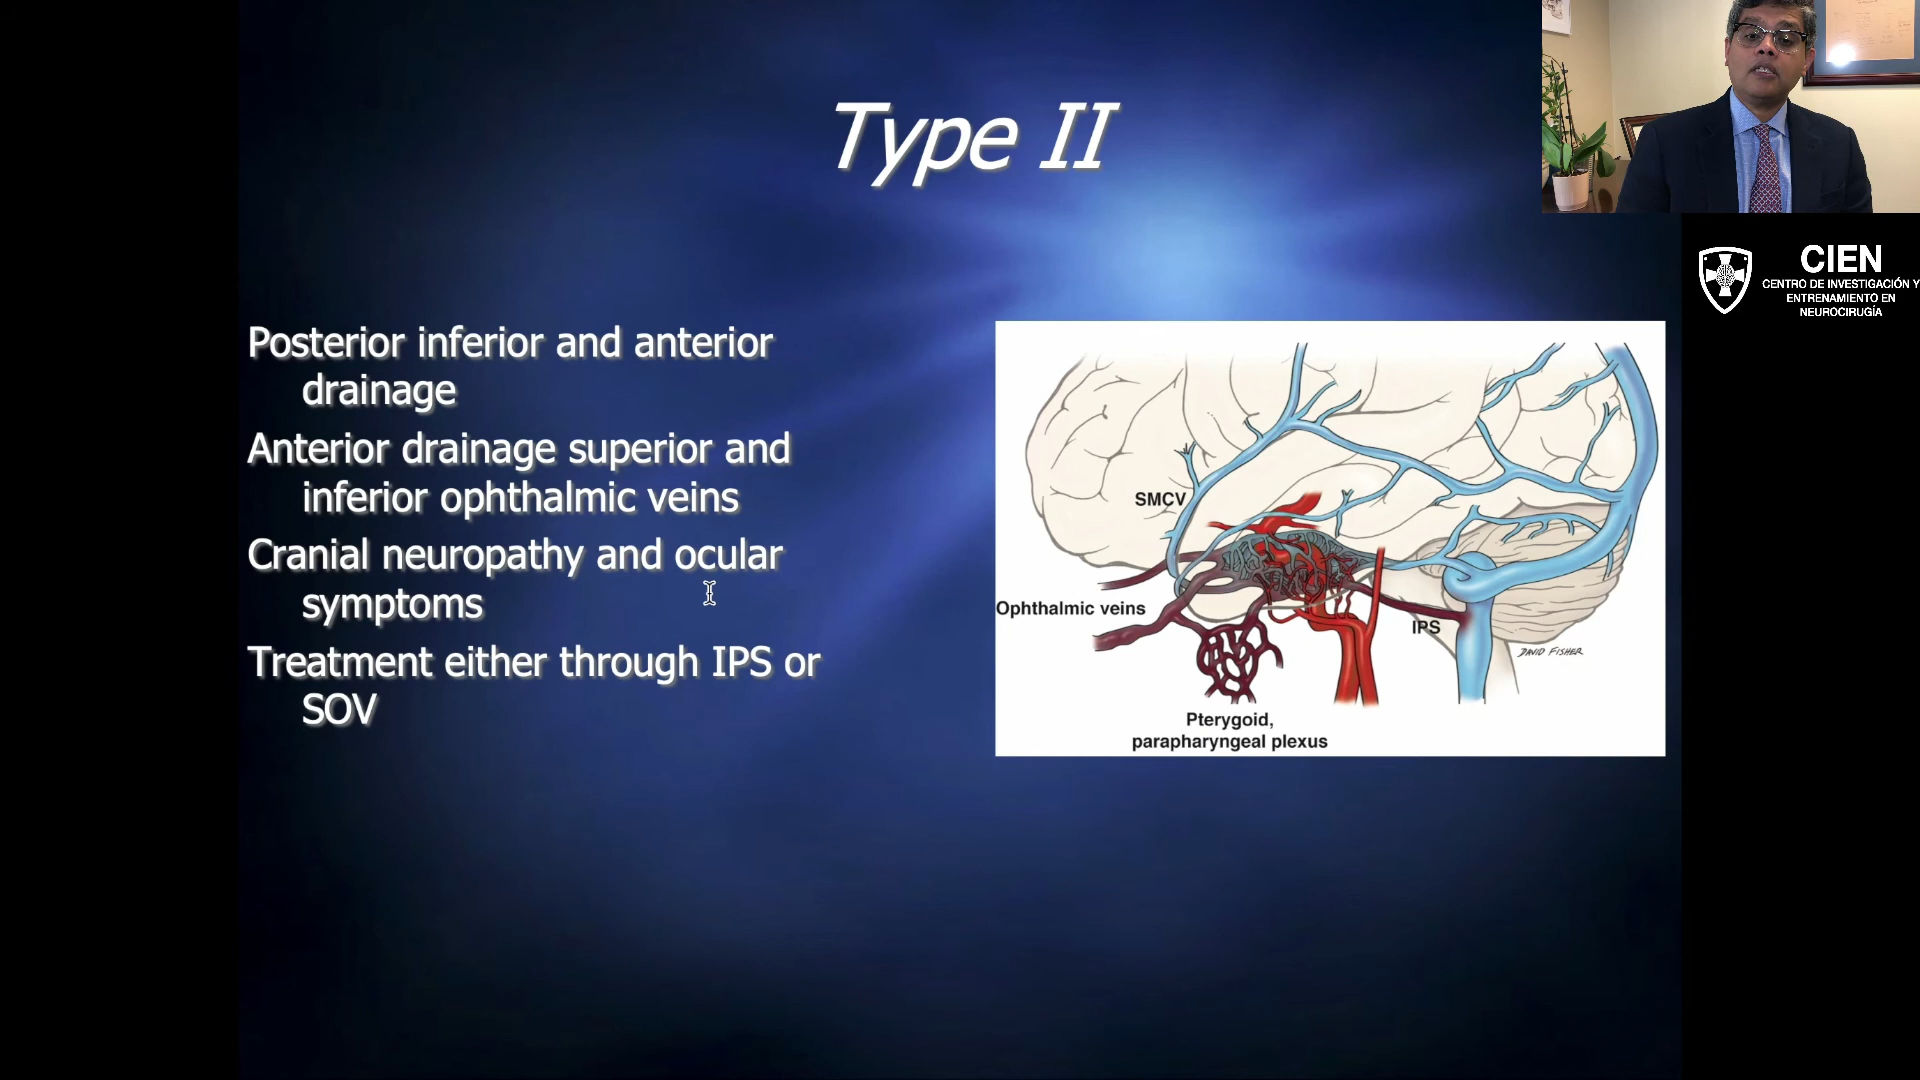 Type II
CIEN
CENTRO DE INVESTIGACIÓN Y
ENTRENAMIENTO EN
NEUROCIRUGÍA
Posterior inferior and anterior
drainage
Anterior drainage superior and
inferior ophthalmic veins
Cranial neuropathy and ocular
symptoms
Treatment either through IPS or
SOV
SMCV
Ophthalmic veins
IPS
DAVID FISHER
Pterygoid,
parapharyngeal plexus